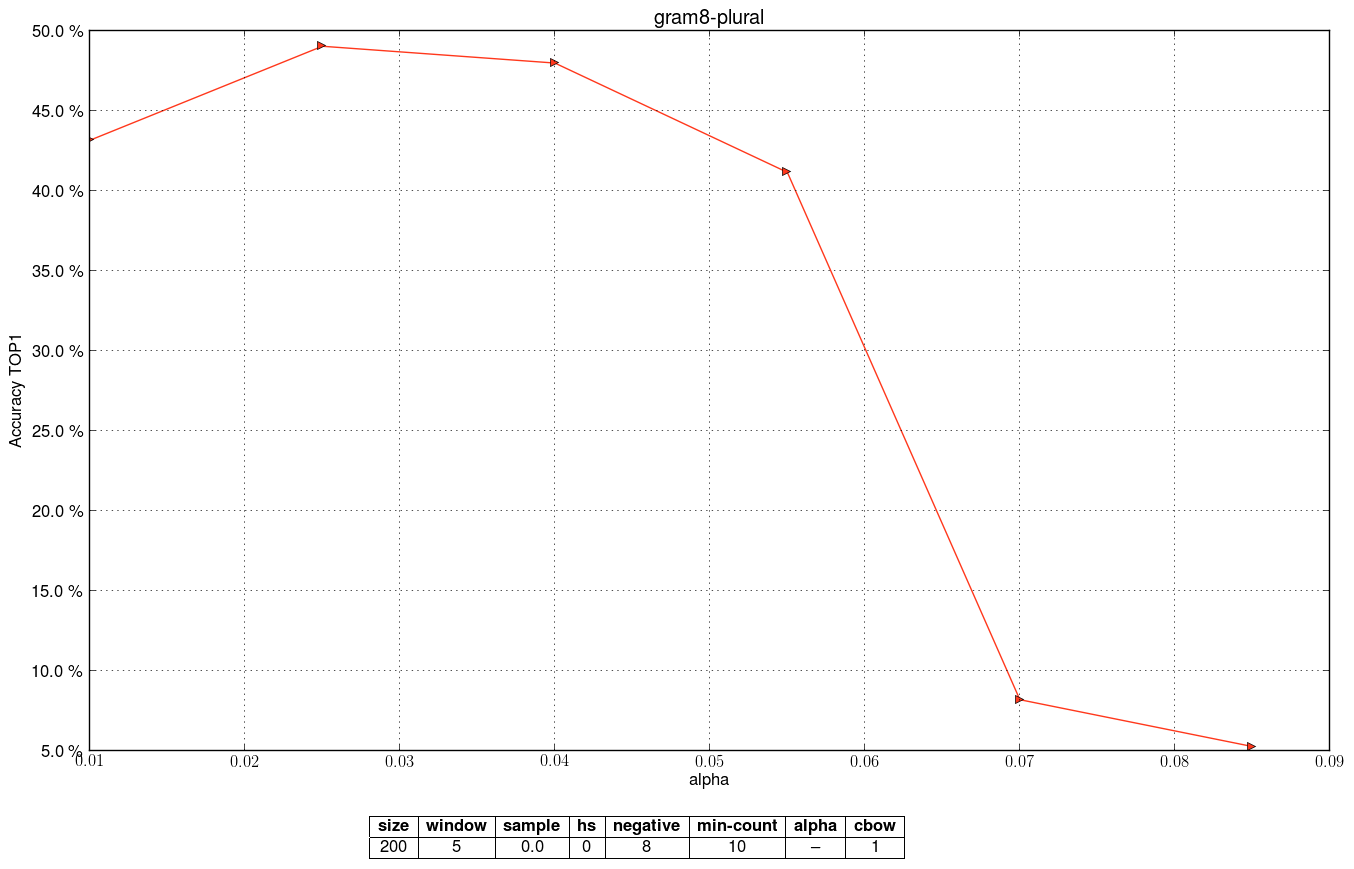 gram8-plural
50.0 %
45.0 %
40.0 %
35.0 %
30.0 %
25.0 %
20.0 %
15.0 %
10.0 %
5.0 %
Accuracy TOP1
0.01 0.02 0.03 0.04 0.05 0.06 0.07 0.08 0.09
alpha
size window sample hs negative min-count alpha cbow
200 5 0.0 0 8 10 – 1